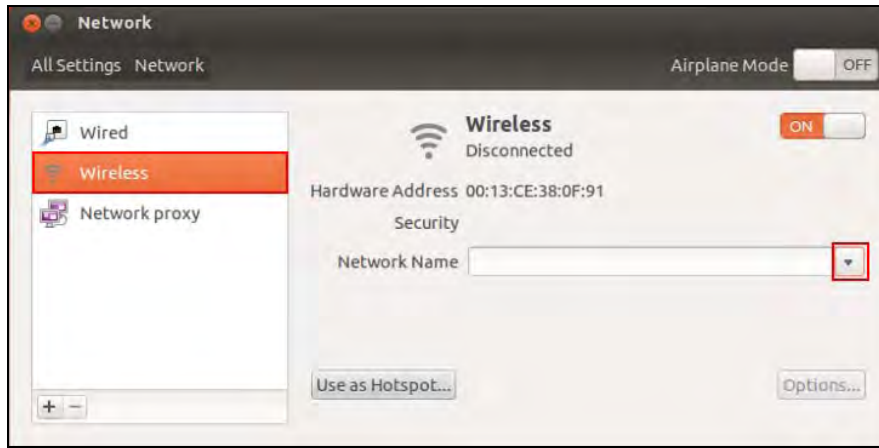 Network
All Settings Network
Airplane Mode OFF
Wired
Wireless
Network proxy
Wireless
ON
Disconnected
Hardware Address 00:13:CE:38:0F:91
Security
Network Name
Use as Hotspot...
Options...
+ −